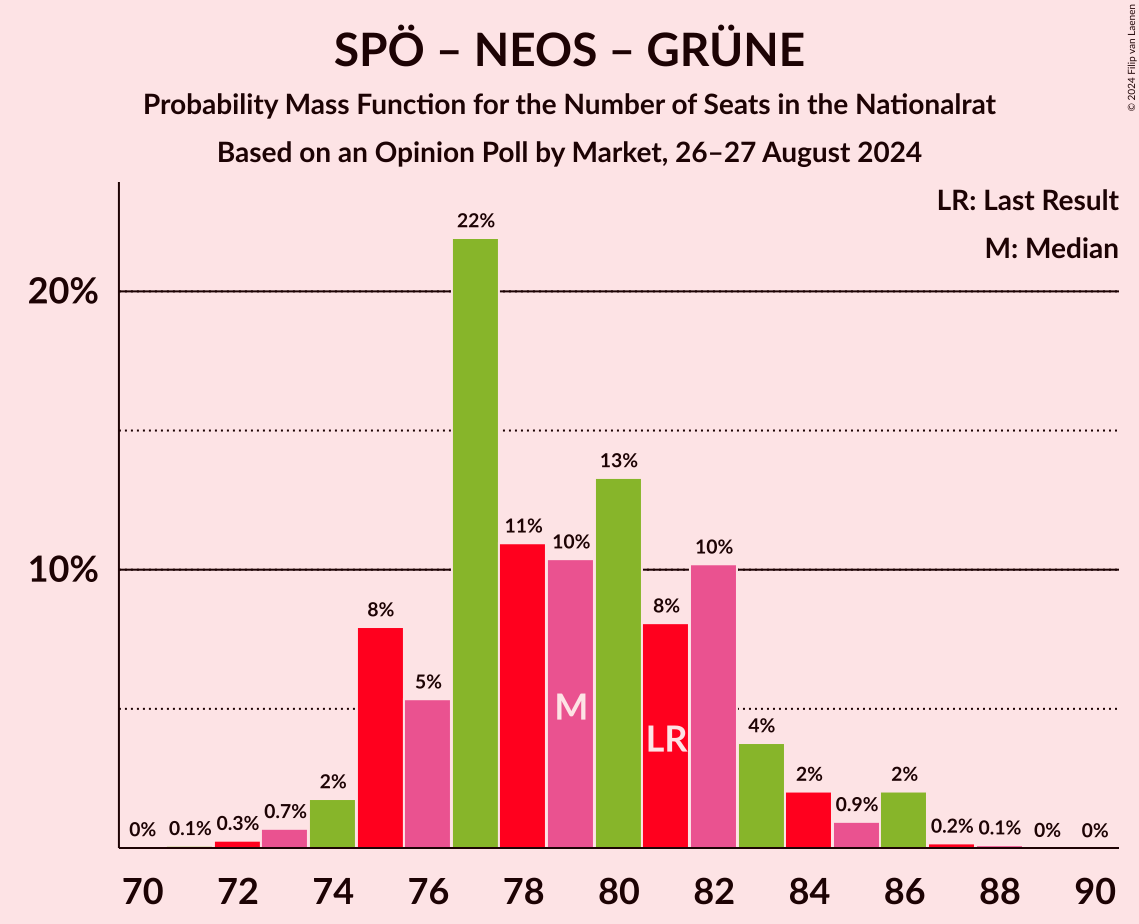 SPÖ – NEOS – GRÜNE
Probability Mass Function for the Number of Seats in the Nationalrat
Based on an Opinion Poll by Market, 26–27 August 2024
© 2024 Filip van Laenen
LR: Last Result
M: Median
20%
10%
0%
0.1%
0.3%
0.7%
2%
8%
5%
22%
11%
10%
13%
8%
10%
4%
2%
0.9%
2%
0.2%
0.1%
0%
0%
M
LR
70 72 74 76 78 80 82 84 86 88 90